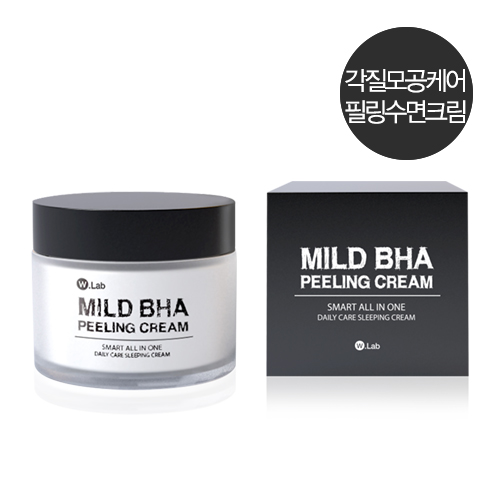 각질모공케어
필링수면크림
W.Lab
MILD BHA
PEELING CREAM
SMART ALL IN ONE
DAILY CARE SLEEPING CREAM
MILD BHA
PEELING CREAM
SMART ALL IN ONE
DAILY CARE SLEEPING CREAM
W.Lab